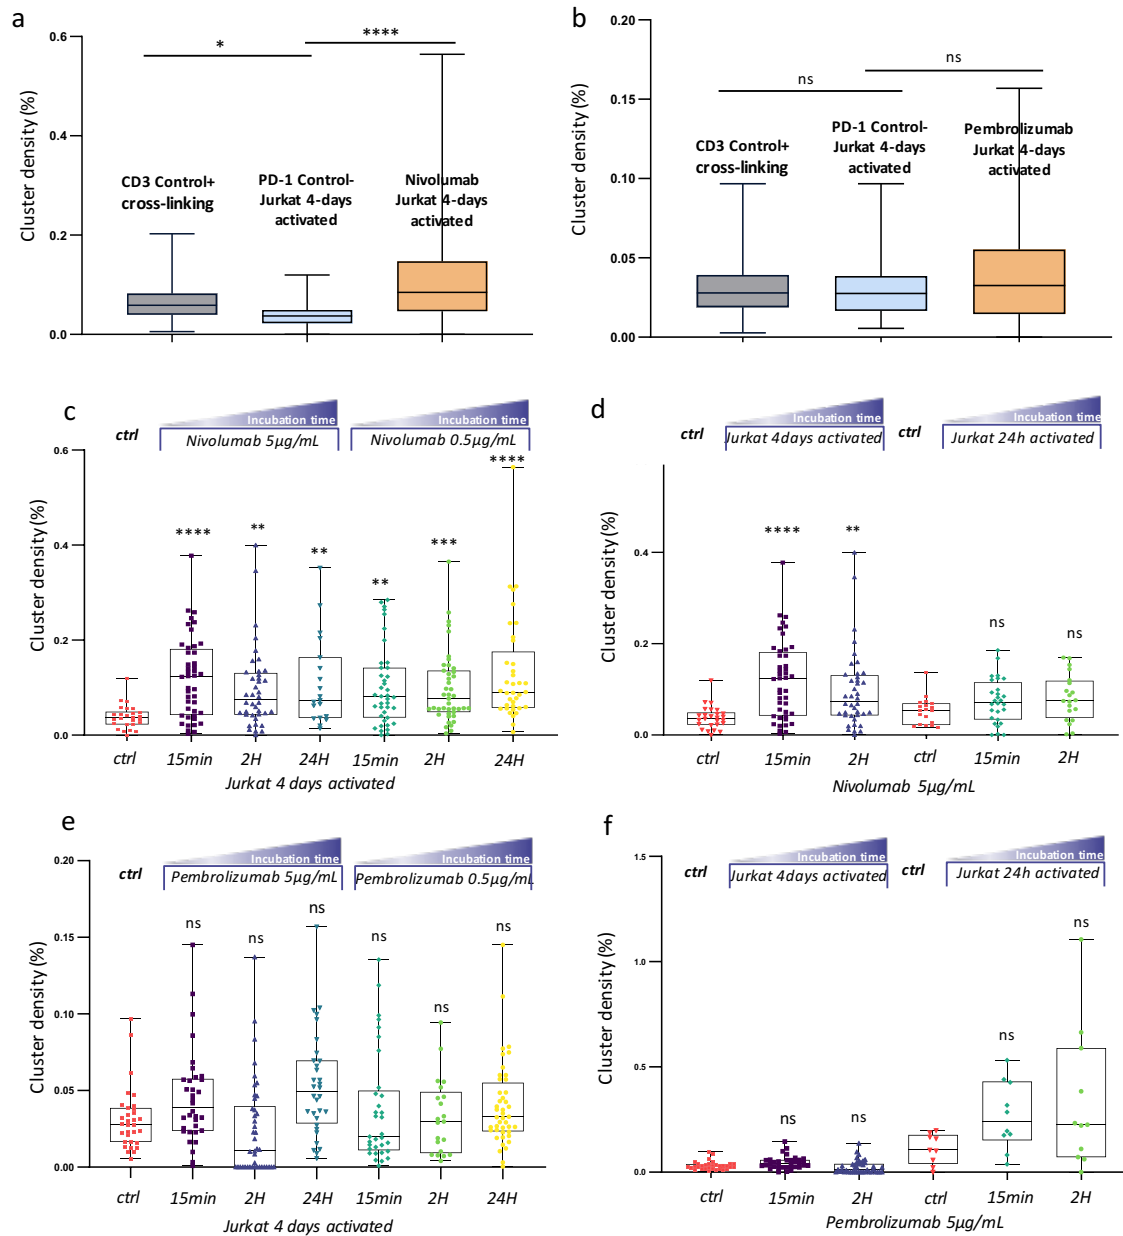 a
0.6
0.4
0.2
0.0
Cluster density (%)
*
****
CD3 Control+
cross-linking
PD-1 Control-
Jurkat 4-days
activated
Nivolumab
Jurkat 4-days
activated
b
0.20
0.15
0.10
0.05
0.00
Cluster density (%)
ns
ns
CD3 Control+
cross-linking
PD-1 Control-
Jurkat 4-days
activated
Pembrolizumab
Jurkat 4-days
activated
c
Incubation time
Incubation time
ctrl
Nivolumab 5µg/mL
Nivolumab 0.5µg/mL
0.6
0.4
0.2
0.0
Cluster density (%)
****
**
**
**
***
****
ctrl
15min
2H
24H
15min
2H
24H
Jurkat 4 days activated
d
Incubation time
Incubation time
ctrl
Jurkat 4days activated
ctrl
Jurkat 24h activated
0.4
0.2
0.0
Cluster density (%)
****
**
ns
ns
ctrl
15min
2H
ctrl
15min
2H
Nivolumab 5µg/mL
e
Incubation time
Incubation time
ctrl
Pembrolizumab 5µg/mL
Pembrolizumab 0.5µg/mL
0.20
0.15
0.10
0.05
0.00
Cluster density (%)
ns
ns
ns
ns
ns
ns
ctrl
15min
2H
24H
15min
2H
24H
Jurkat 4 days activated
f
Incubation time
Incubation time
ctrl
Jurkat 4days activated
ctrl
Jurkat 24h activated
1.5
1.0
0.5
0.0
Cluster density (%)
ns
ns
ns
ns
ctrl
15min
2H
ctrl
15min
2H
Pembrolizumab 5µg/mL